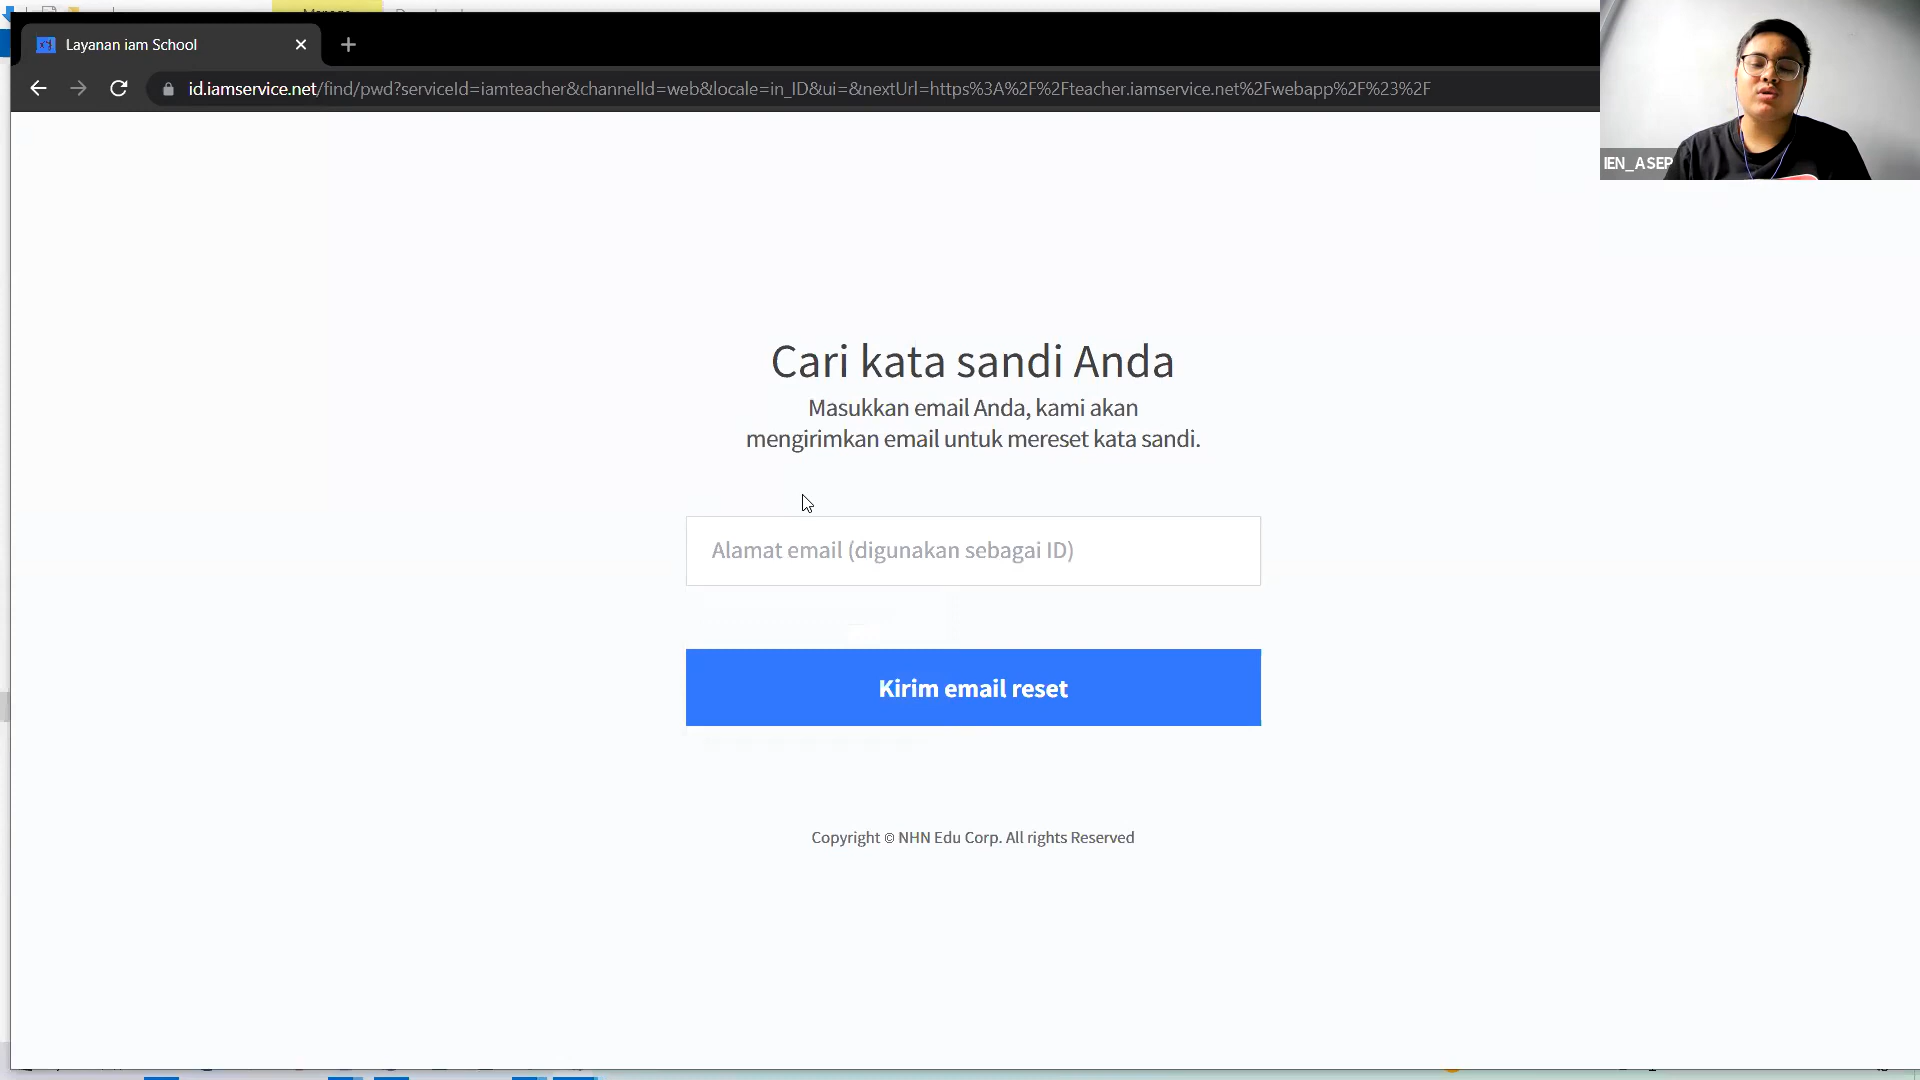 Layanan iam School
id.iamservice.net/find/pwd?serviceId=iamteacher&channelId=web&locale=in_ID&ui=&nextUrl=https%3A%2F%2Fteacher.iamservice.net%2Fwebapp%2F%23%2F
IEN_ASEP
Cari kata sandi Anda
Masukkan email Anda, kami akan
mengirimkan email untuk mereset kata sandi.
Alamat email (digunakan sebagai ID)
Kirim email reset
Copyright © NHN Edu Corp. All rights Reserved